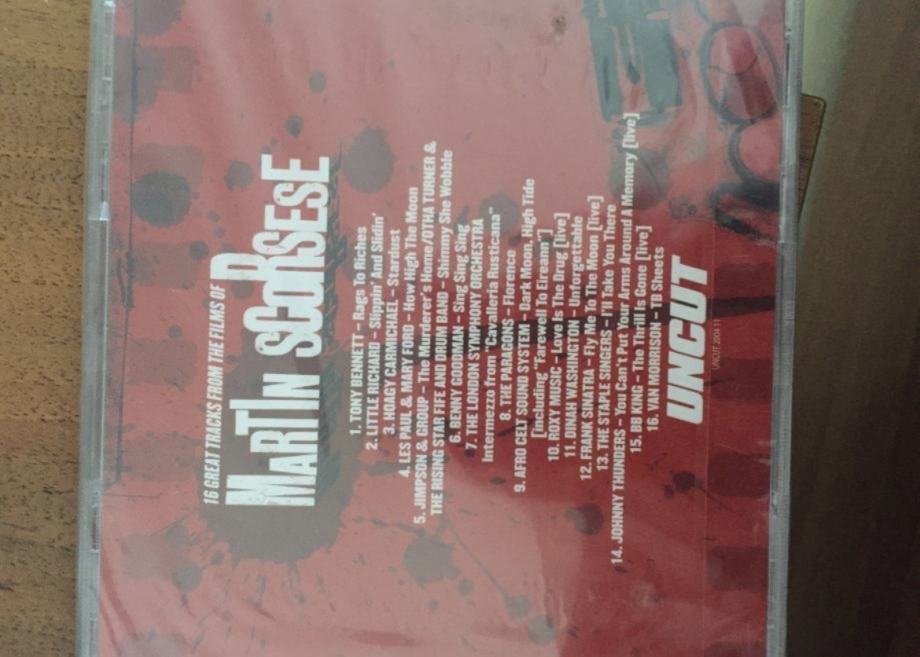 16 GREAT TRACKS FROM THE FILMS OF
MARTIN SCORSESE
1. TONY BENNETT – Rags To Riches
2. LITTLE RICHARD – Slippin' And Slidin'
3. HOAGY CARMICHAEL – Stardust
4. LES PAUL & MARY FORD – How High The Moon
5. JIMPSON & GROUP – The Murderer's Home/OTHA TURNER &
THE RISING STAR FIFE AND DRUM BAND – Shimmy She Wobble
6. BENNY GOODMAN – Sing Sing Sing
7. THE LONDON SYMPHONY ORCHESTRA
Intermezzo from "Cavalleria Rusticana"
8. THE PARAGONS – Florence
9. AFRO CELT SOUND SYSTEM – Dark Moon, High Tide
[including "Farewell To Eireann"]
10. ROXY MUSIC – Love Is The Drug [live]
11. DINAH WASHINGTON – Unforgettable
12. FRANK SINATRA – Fly Me To The Moon [live]
13. THE STAPLE SINGERS – I'll Take You There
14. JOHNNY THUNDERS – You Can't Put Your Arms Around A Memory [live]
15. BB KING – The Thrill Is Gone [live]
16. VAN MORRISON – TB Sheets
UNCUT
UNCUT 2004 11